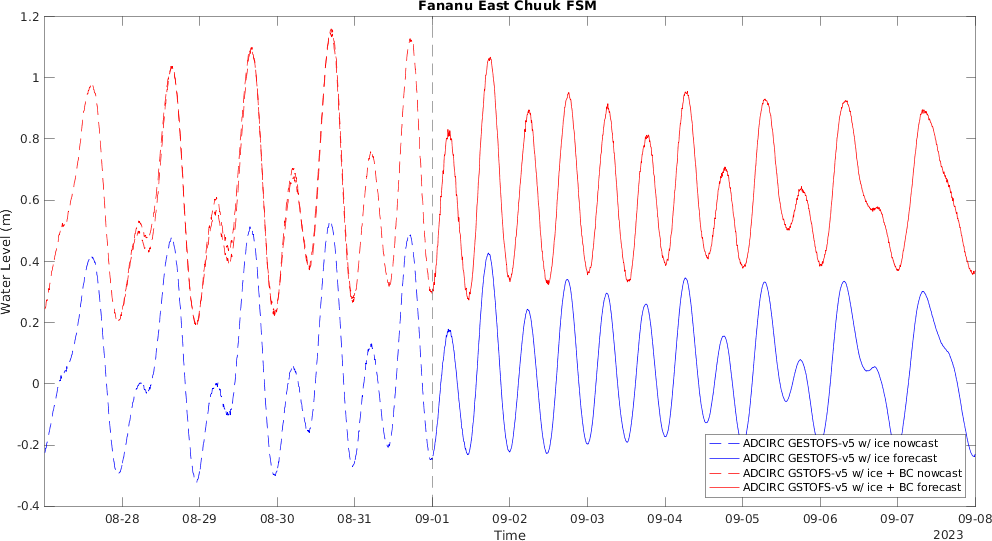 Fananu East Chuuk FSM
1.2
1
0.8
0.6
0.4
0.2
0
-0.2
-0.4
Water Level (m)
ADCIRC GESTOFS-v5 w/ ice nowcast
ADCIRC GESTOFS-v5 w/ ice forecast
ADCIRC GSTOFS-v5 w/ ice + BC nowcast
ADCIRC GSTOFS-v5 w/ ice + BC forecast
08-28 08-29 08-30 08-31 09-01 09-02 09-03 09-04 09-05 09-06 09-07 09-08
Time
2023